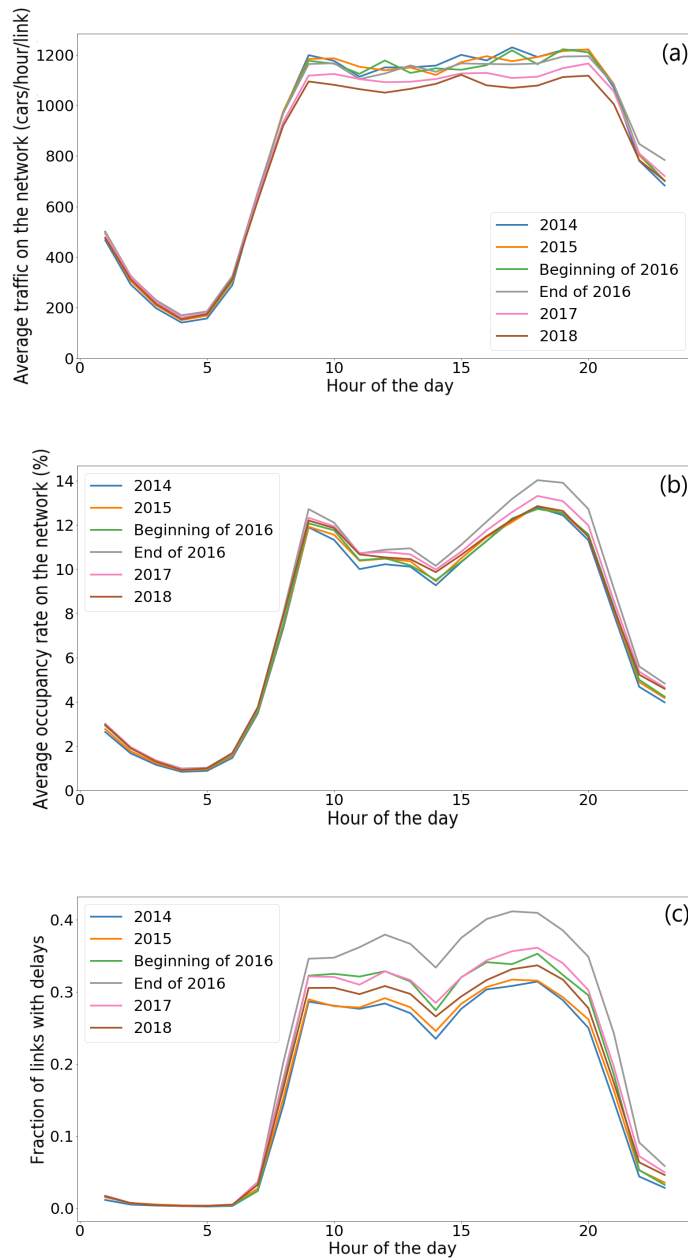 (a)
Average traffic on the network (cars/hour/link)
1200
1000
800
600
400
200
0
2014
2015
Beginning of 2016
End of 2016
2017
2018
0 5 10 15 20
Hour of the day
(b)
Average occupancy rate on the network (%)
14
12
10
8
6
4
2
0
2014
2015
Beginning of 2016
End of 2016
2017
2018
0 5 10 15 20
Hour of the day
(c)
Fraction of links with delays
0.4
0.3
0.2
0.1
0.0
2014
2015
Beginning of 2016
End of 2016
2017
2018
0 5 10 15 20
Hour of the day